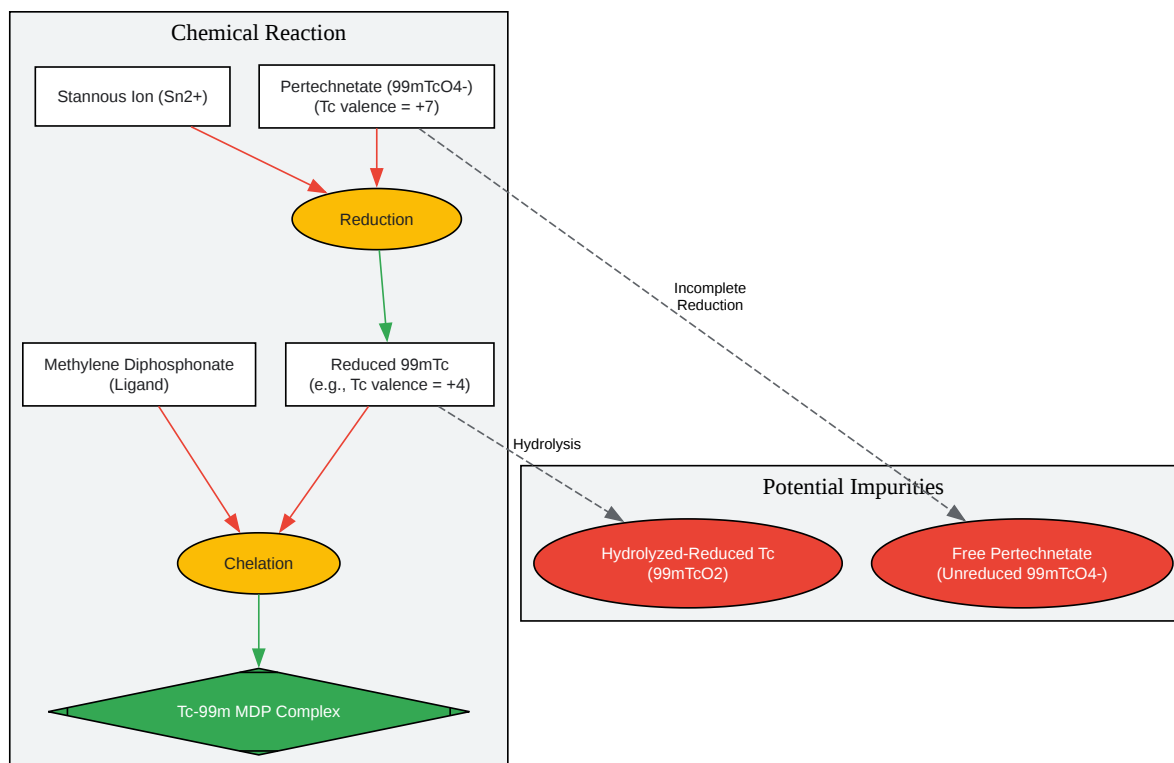 Chemical Reaction
Stannous Ion (Sn2+)
Pertechnetate (99mTcO4-)
(Tc valence = +7)
Reduction
Incomplete
Reduction
Methylene Diphosphonate
(Ligand)
Reduced 99mTc
(e.g., Tc valence = +4)
Hydrolysis
Potential Impurities
Hydrolyzed-Reduced Tc
(99mTcO2)
Free Pertechnetate
(Unreduced 99mTcO4-)
Chelation
Tc-99m MDP Complex